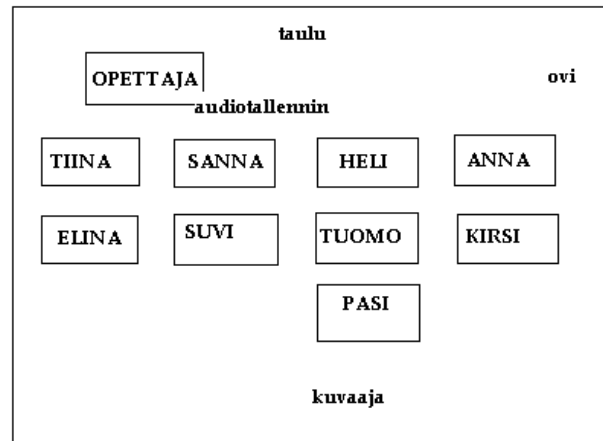 taulu
OPETTAJA
ovi
audiotallennin
TIINA SANNA HELI ANNA
ELINA SUVI TUOMO KIRSI
PASI
kuvaaja